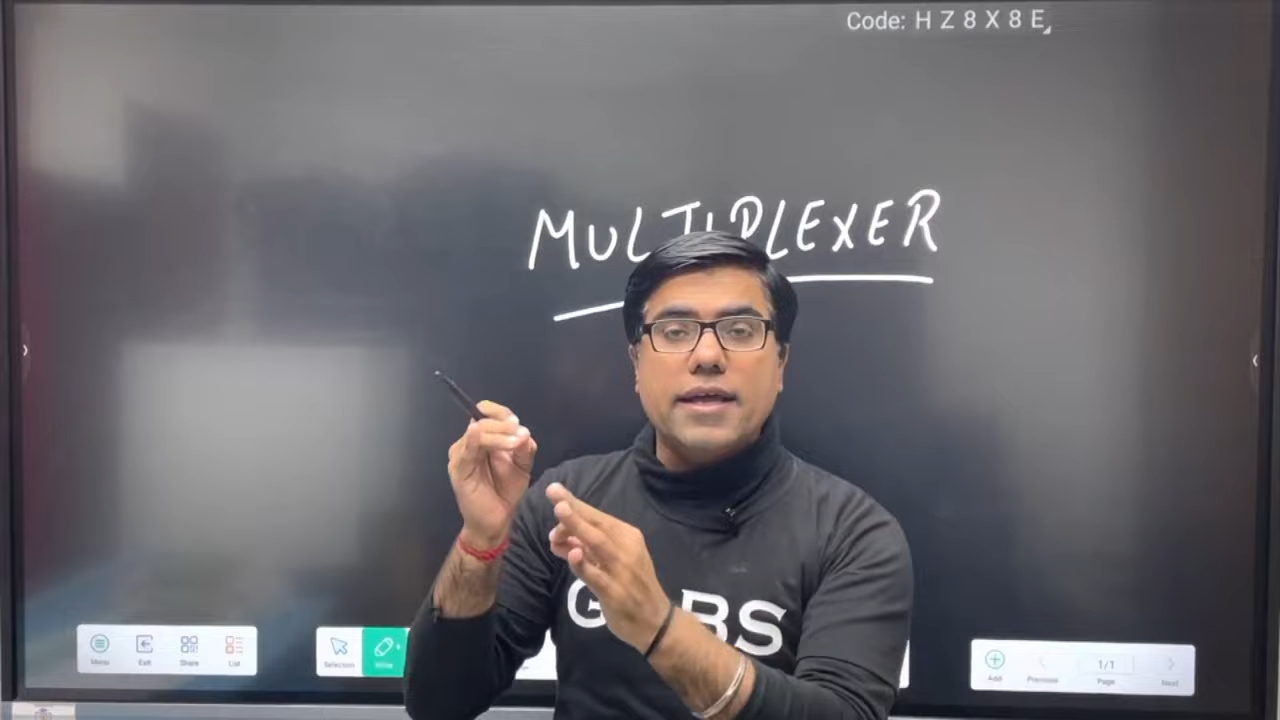 Code: H Z 8 X 8 E
MULTIPLEXER
Menu
Exit
Share
List
Selection
Write
Add
Previous
1/1
Page
Next